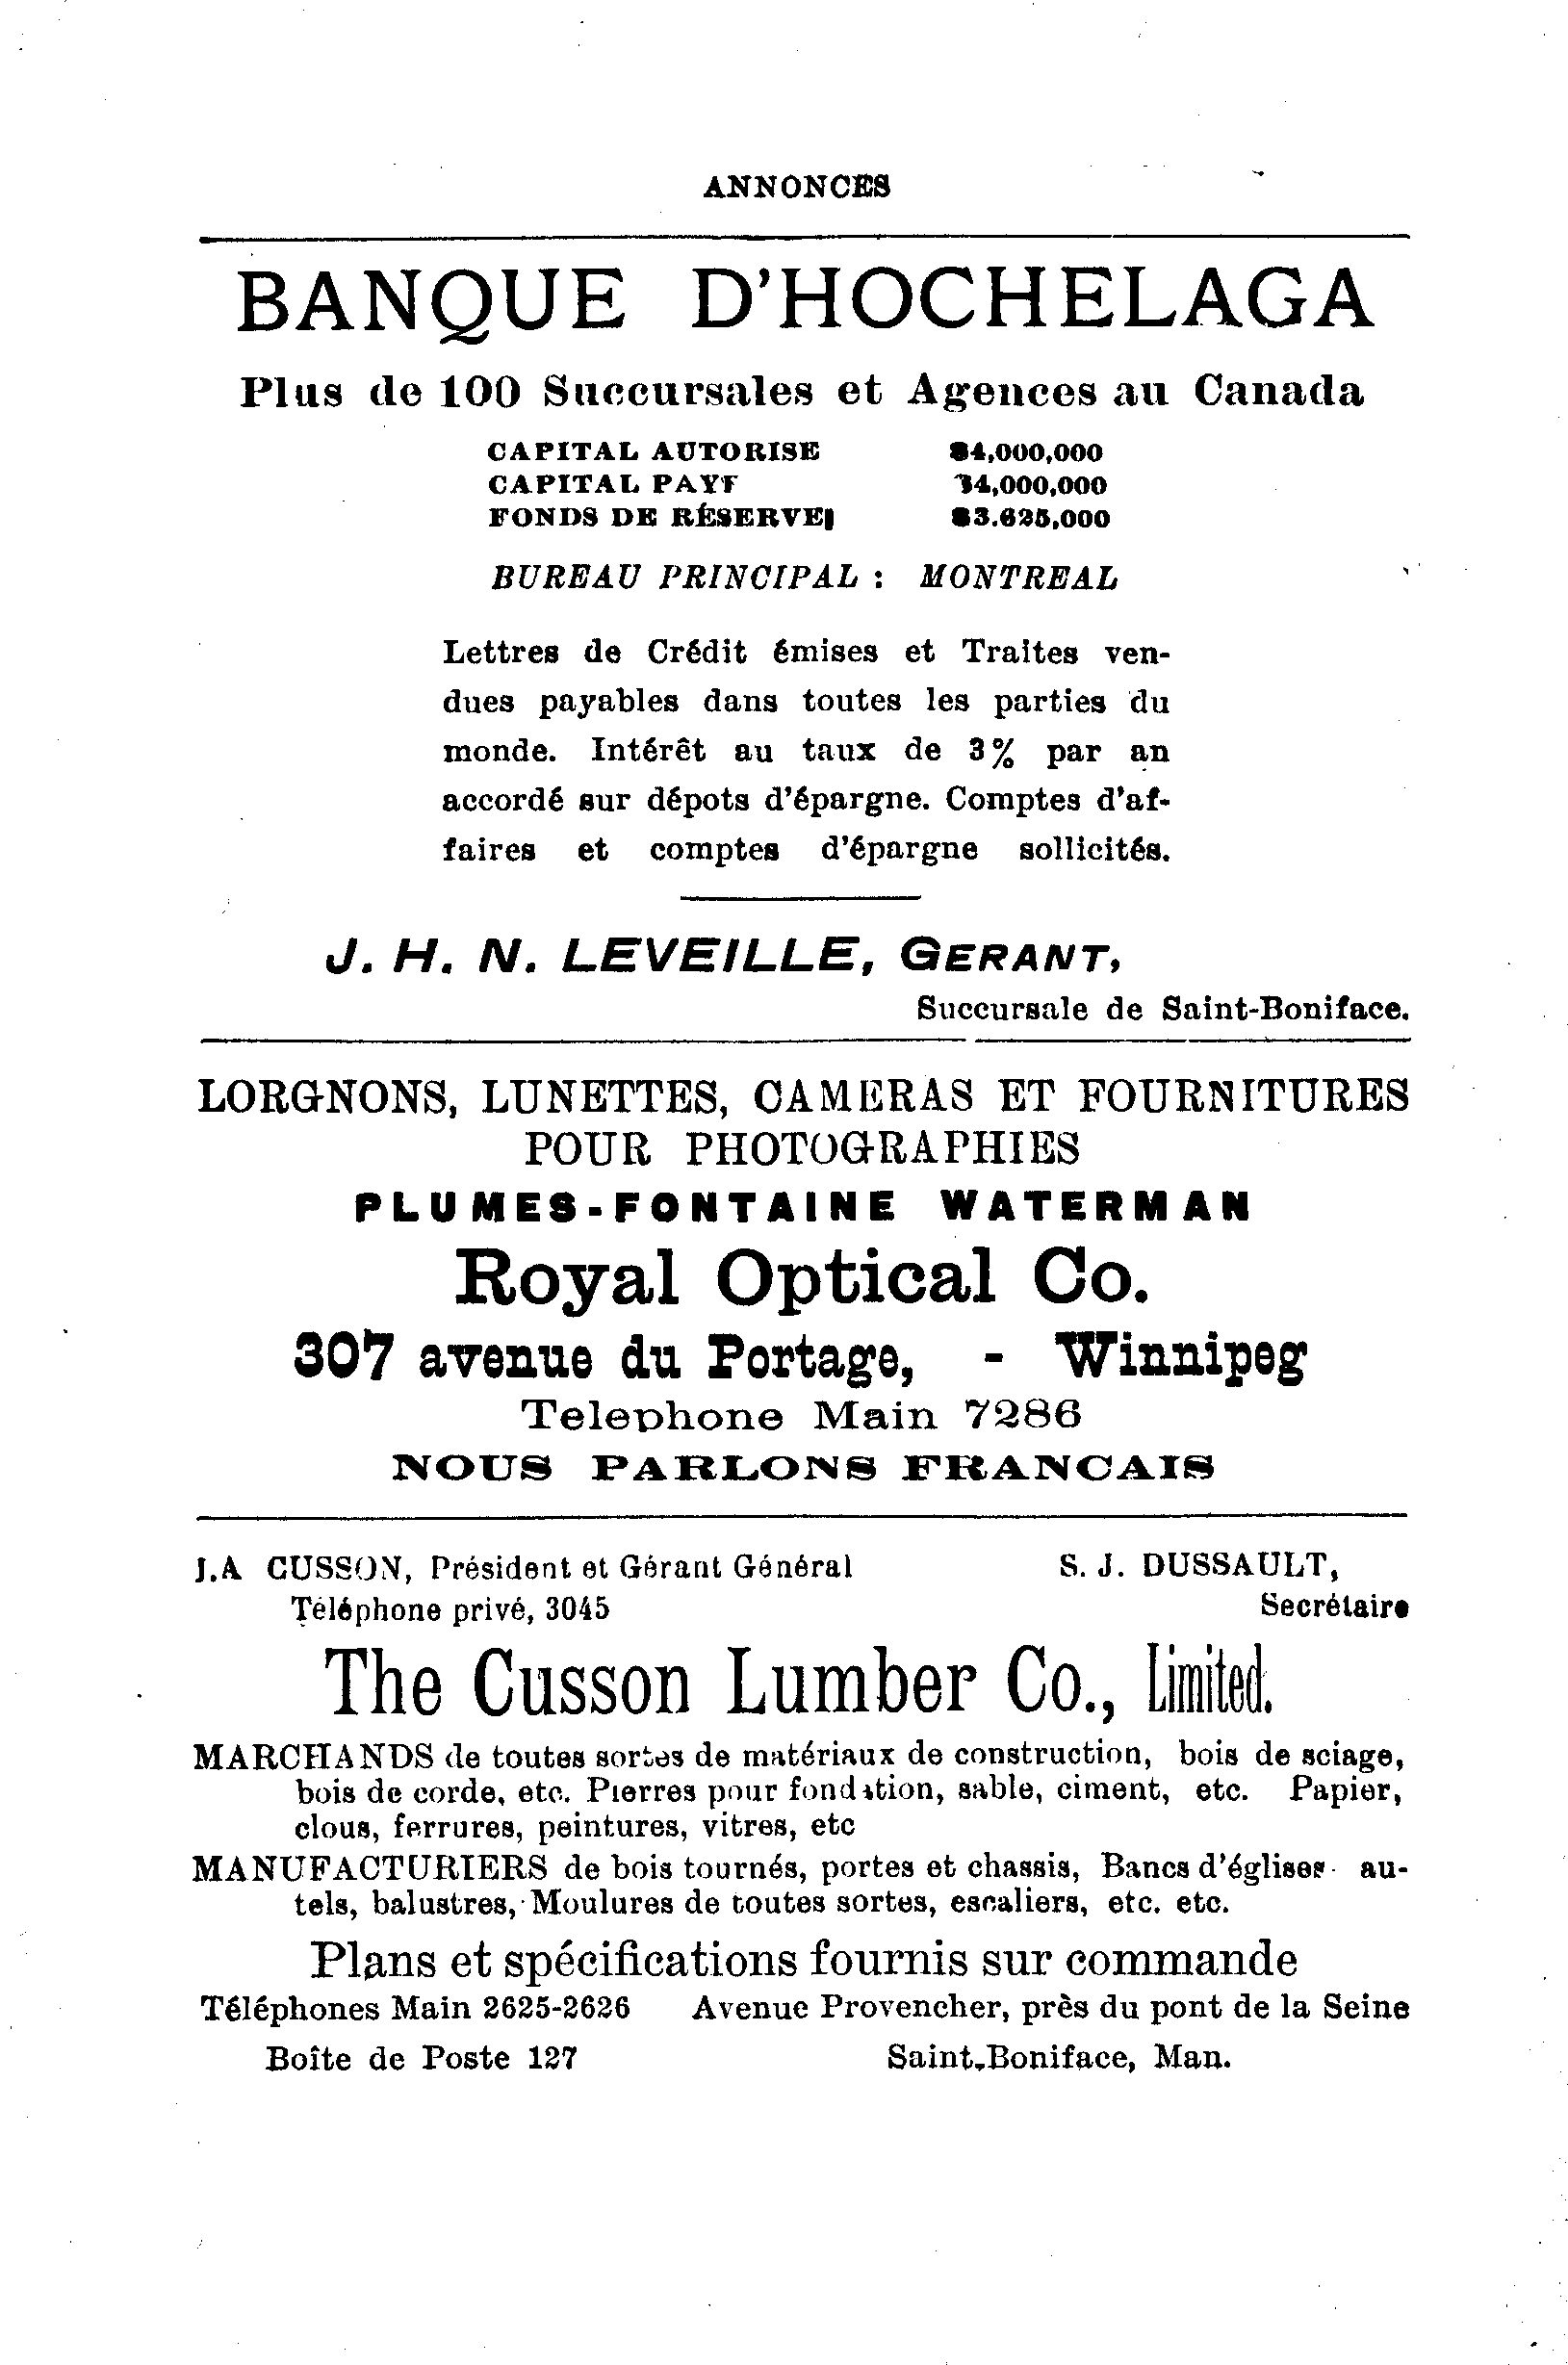 ANNONCES
BANQUE D'HOCHELAGA
Plus de 100 Succursales et Agences au Canada
CAPITAL AUTORISE $4,000,000
CAPITAL PAYE $4,000,000
FONDS DE RÉSERVE $3.625,000
BUREAU PRINCIPAL : MONTREAL
Lettres de Crédit émises et Traites ven-
dues payables dans toutes les parties du
monde. Intérêt au taux de 3% par an
accordé sur dépots d'épargne. Comptes d'af-
faires et comptes d'épargne sollicités.
J. H. N. LEVEILLE, GERANT,
Succursale de Saint-Boniface.
LORGNONS, LUNETTES, CAMERAS ET FOURNITURES
POUR PHOTOGRAPHIES
PLUMES-FONTAINE WATERMAN
Royal Optical Co.
307 avenue du Portage, - Winnipeg
Telephone Main 7286
NOUS PARLONS FRANCAIS
J.A CUSSON, Président et Gérant Général S. J. DUSSAULT,
Téléphone privé, 3045 Secrétaire
The Cusson Lumber Co., Limited.
MARCHANDS de toutes sortes de matériaux de construction, bois de sciage,
bois de corde, etc. Pierres pour fondation, sable, ciment, etc. Papier,
clous, ferrures, peintures, vitres, etc
MANUFACTURIERS de bois tournés, portes et chassis, Bancs d'églises au-
tels, balustres, Moulures de toutes sortes, escaliers, etc. etc.
Plans et spécifications fournis sur commande
Téléphones Main 2625-2626 Avenue Provencher, près du pont de la Seine
Boîte de Poste 127 Saint-Boniface, Man.